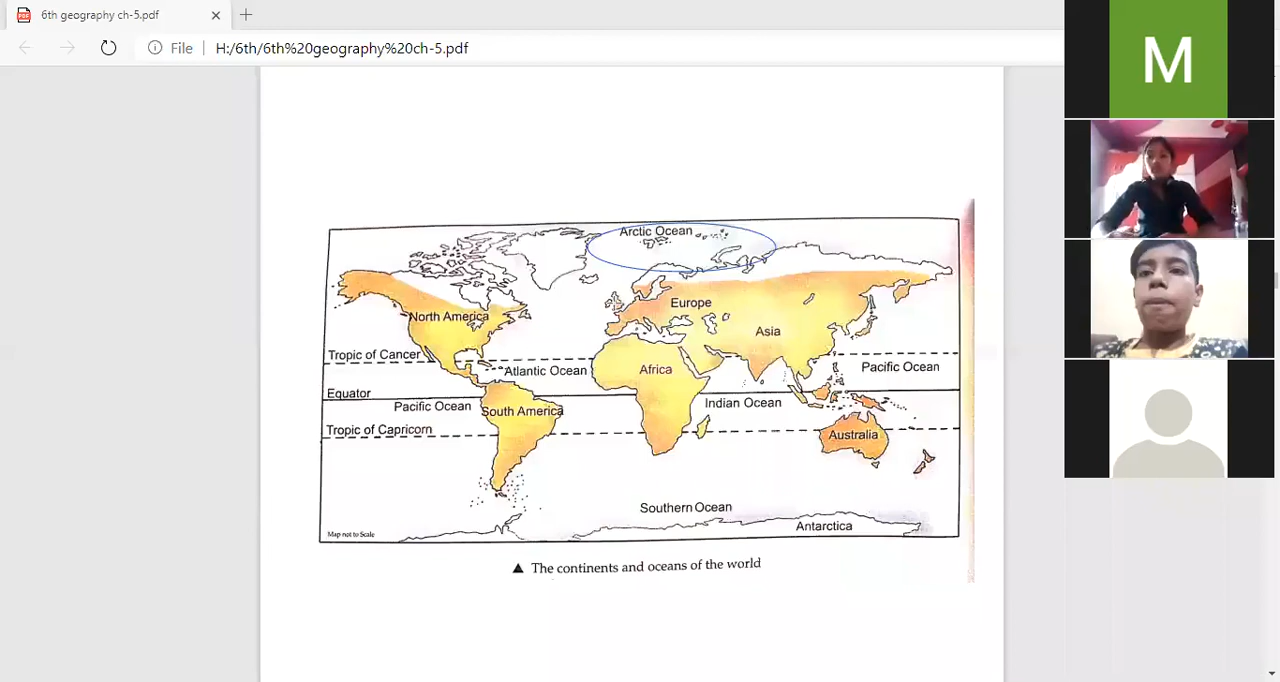 6th geography ch-5.pdf
File
H:/6th/6th%20geography%20ch-5.pdf
M
Arctic Ocean
Europe
North America
Asia
Tropic of Cancer
Atlantic Ocean
Africa
Pacific Ocean
Equator
Pacific Ocean
South America
Indian Ocean
Tropic of Capricorn
Australia
Southern Ocean
Antarctica
Map not to Scale
▲ The continents and oceans of the world